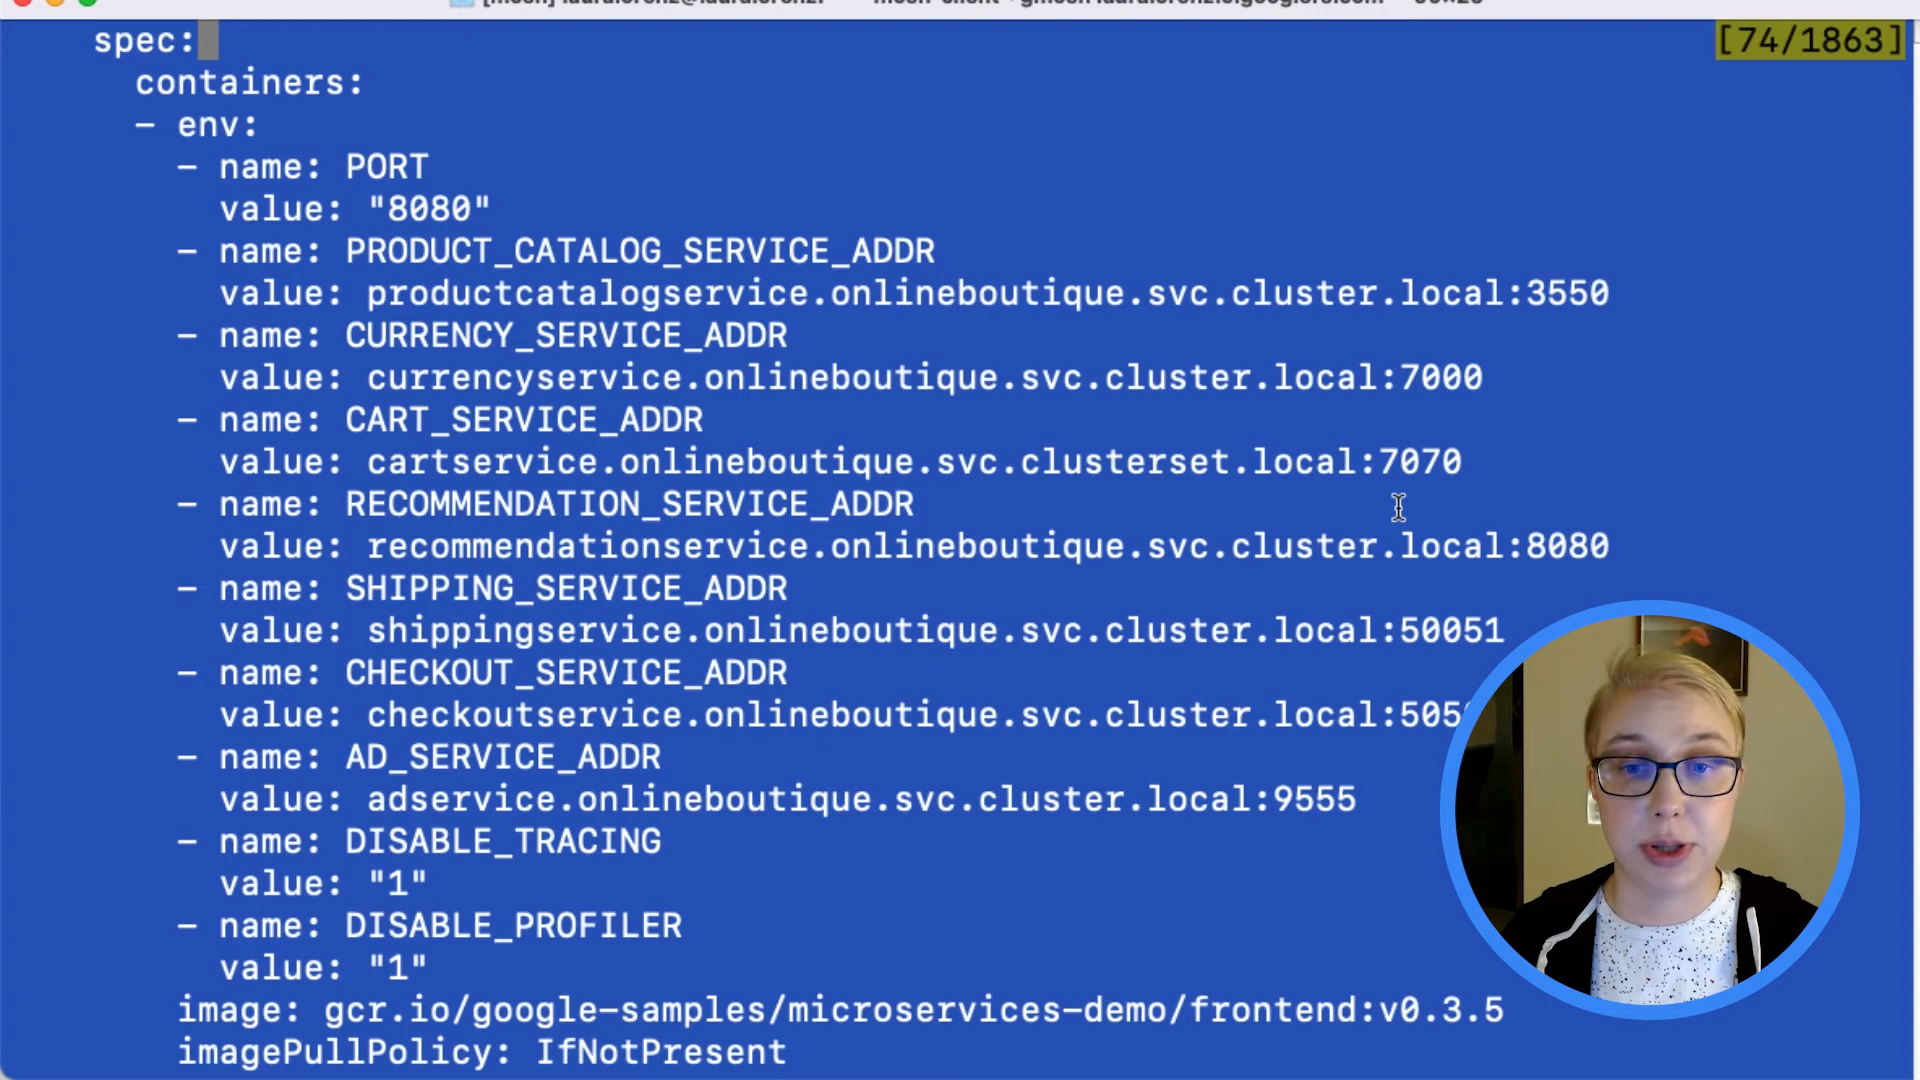 spec: [74/1863]
containers:
- env:
- name: PORT
value: "8080"
- name: PRODUCT_CATALOG_SERVICE_ADDR
value: productcatalogservice.onlineboutique.svc.cluster.local:3550
- name: CURRENCY_SERVICE_ADDR
value: currencyservice.onlineboutique.svc.cluster.local:7000
- name: CART_SERVICE_ADDR
value: cartservice.onlineboutique.svc.clusterset.local:7070
- name: RECOMMENDATION_SERVICE_ADDR
value: recommendationservice.onlineboutique.svc.cluster.local:8080
- name: SHIPPING_SERVICE_ADDR
value: shippingservice.onlineboutique.svc.cluster.local:50051
- name: CHECKOUT_SERVICE_ADDR
value: checkoutservice.onlineboutique.svc.cluster.local:505
- name: AD_SERVICE_ADDR
value: adservice.onlineboutique.svc.cluster.local:9555
- name: DISABLE_TRACING
value: "1"
- name: DISABLE_PROFILER
value: "1"
image: gcr.io/google-samples/microservices-demo/frontend:v0.3.5
imagePullPolicy: IfNotPresent